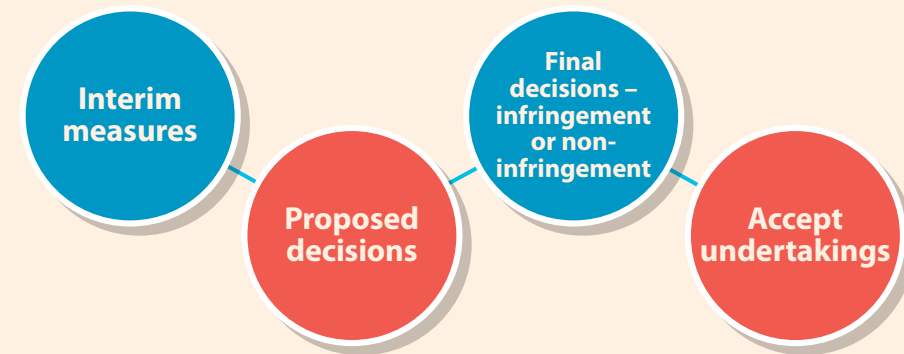 Interim
measures
Proposed
decisions
Final
decisions –
infringement
or non-
infringement
Accept
undertakings